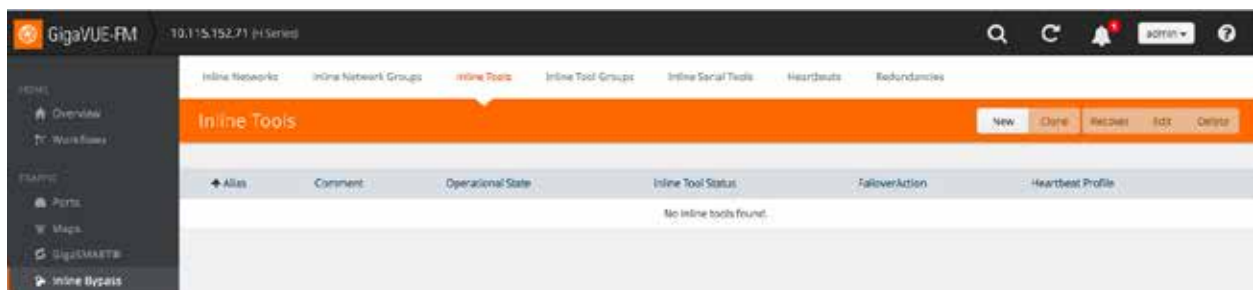 GigaVUE-FM 10.115.152.71 (H Series) admin
Inline Networks Inline Network Groups Inline Tools Inline Tool Groups Inline Serial Tools Heartbeats Redundancies
HOME
Overview
Workflows
Inline Tools New Clone Recover Edit Delete
TRAFFIC
Alias Comment Operational State Inline Tool Status FailoverAction Heartbeat Profile
No inline tools found.
Ports
Maps
GigaSMART®
Inline Bypass